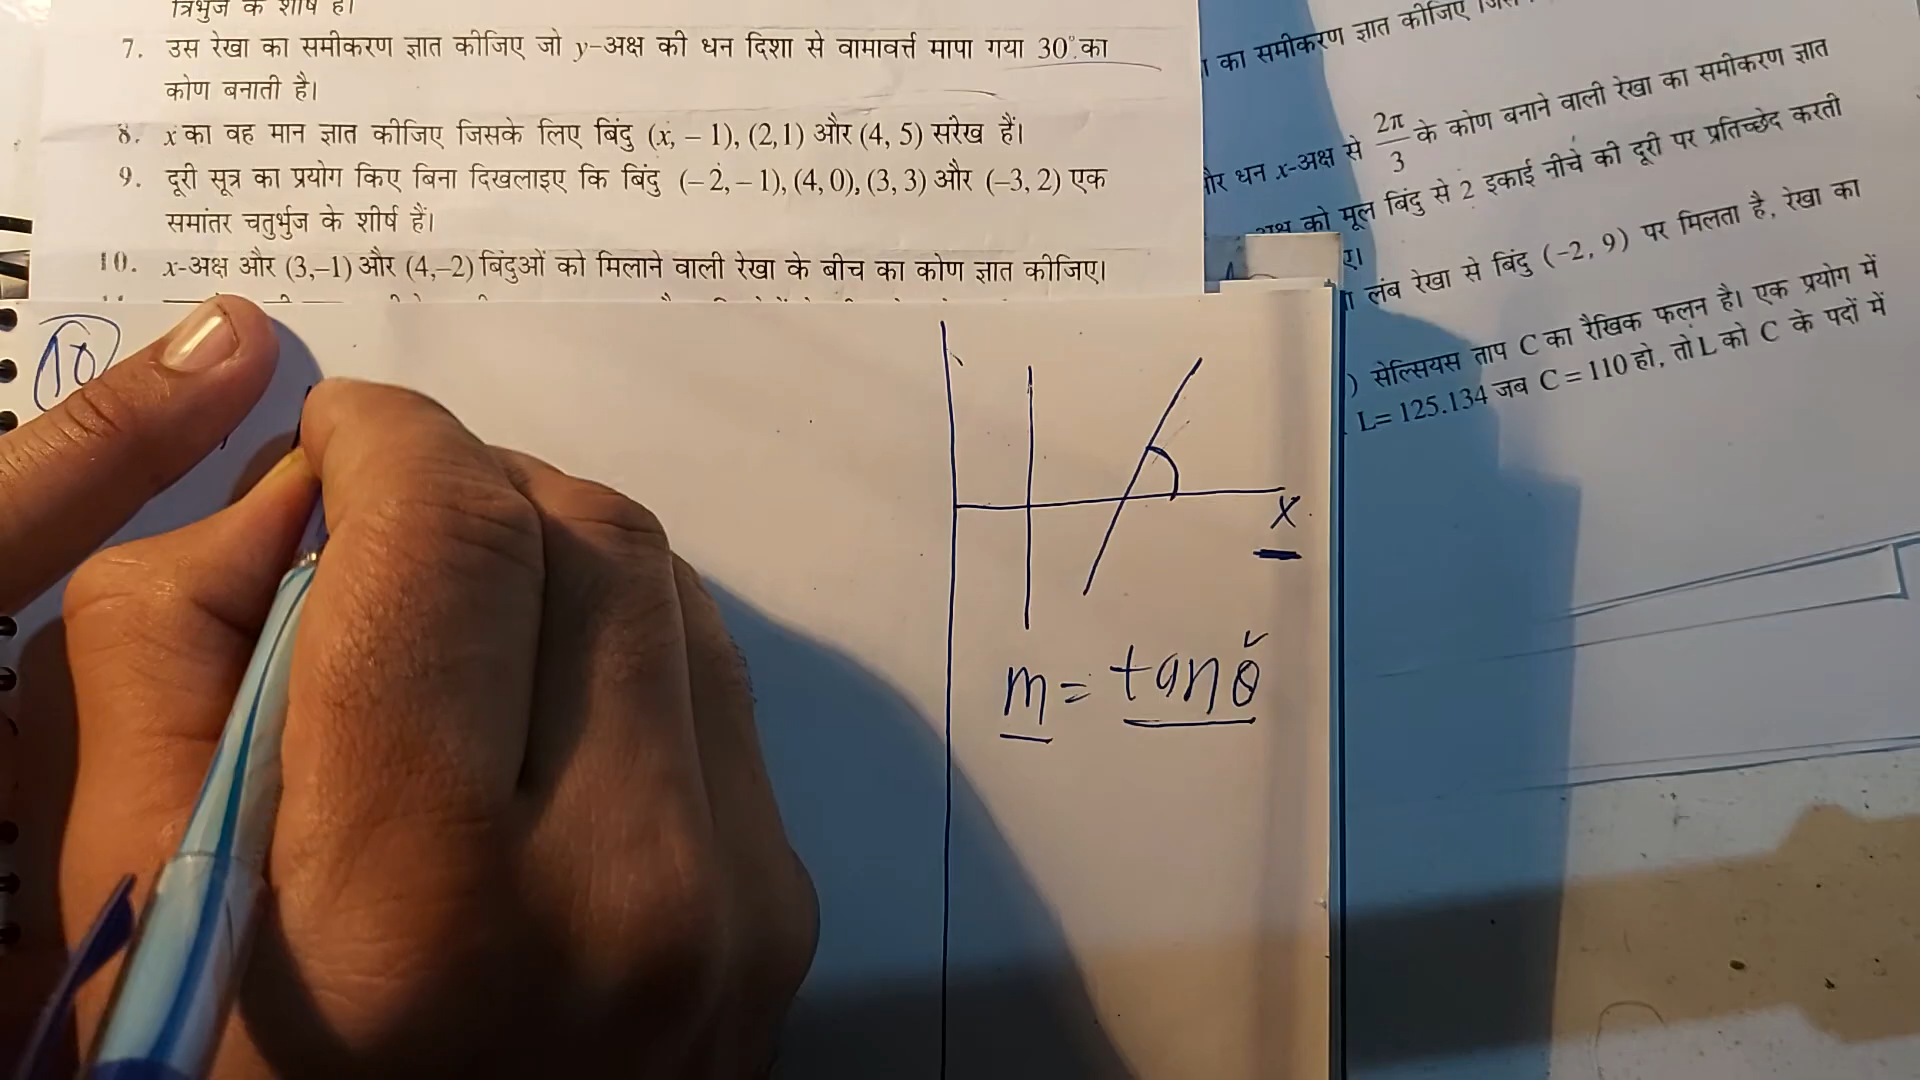 त्रिभुज के शीर्ष हैं।
7. उस रेखा का समीकरण ज्ञात कीजिए जो y-अक्ष की धन दिशा से वामावर्त्त मापा गया 30° का
कोण बनाती है।
8. x का वह मान ज्ञात कीजिए जिसके लिए बिंदु (x, – 1), (2,1) और (4, 5) संरेख हैं।
9. दूरी सूत्र का प्रयोग किए बिना दिखलाइए कि बिंदु (– 2, – 1), (4, 0), (3, 3) और (–3, 2) एक
समांतर चतुर्भुज के शीर्ष हैं।
10. x-अक्ष और (3,–1) और (4,–2) बिंदुओं को मिलाने वाली रेखा के बीच का कोण ज्ञात कीजिए।
10
x
m = tanθ
का समीकरण ज्ञात कीजिए
और धन x-अक्ष से 2π/3 के कोण बनाने वाली रेखा का समीकरण ज्ञात
अक्ष को मूल बिंदु से 2 इकाई नीचे की दूरी पर प्रतिच्छेद करती
लंब रेखा से बिंदु (–2, 9) पर मिलता है, रेखा का
) सेल्सियस ताप C का रैखिक फलन है। एक प्रयोग में
L= 125.134 जब C = 110 हो, तो L को C के पदों में